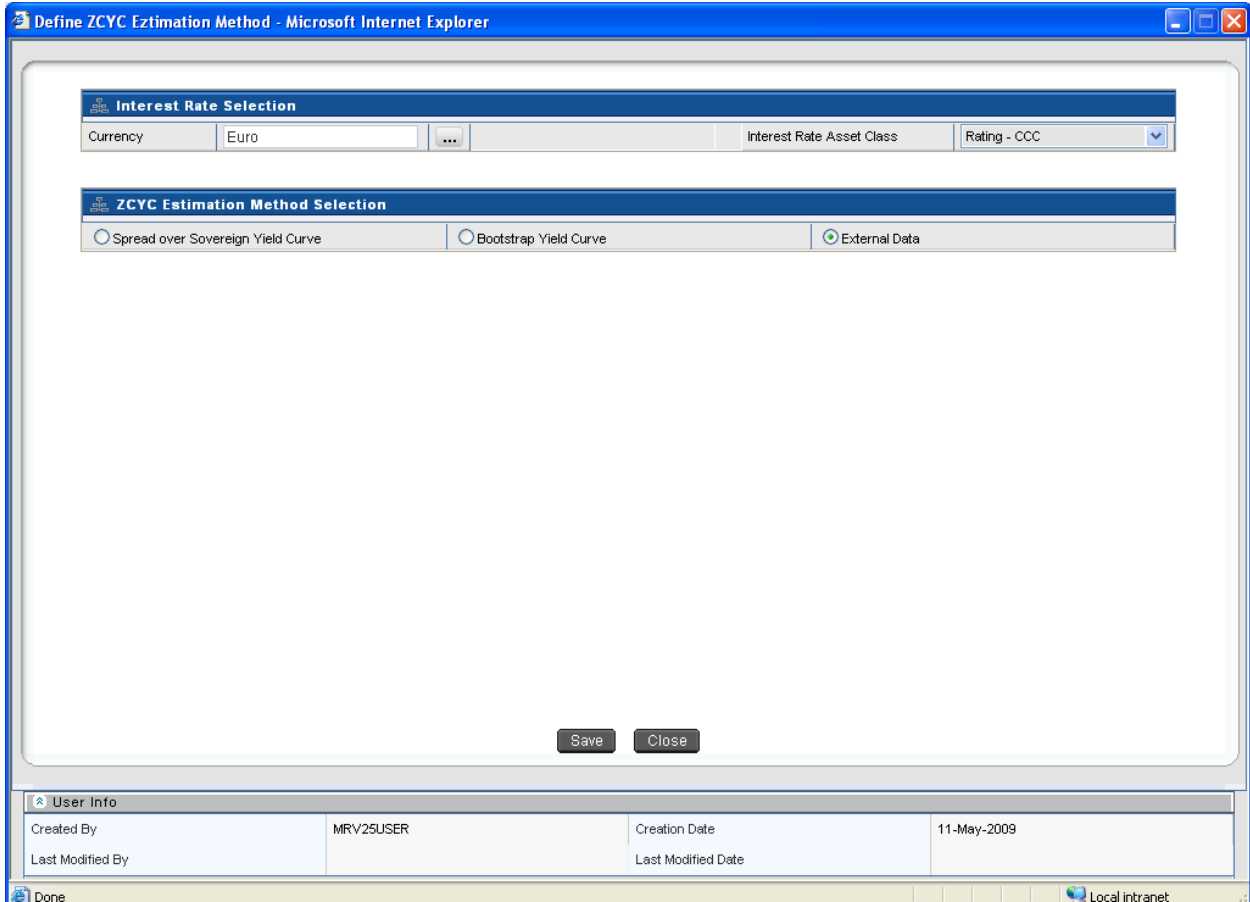 Define ZCYC Eztimation Method - Microsoft Internet Explorer
Interest Rate Selection
Currency Euro ... Interest Rate Asset Class Rating - CCC
ZCYC Estimation Method Selection
Spread over Sovereign Yield Curve Bootstrap Yield Curve External Data
Save Close
User Info
Created By MRV25USER Creation Date 11-May-2009
Last Modified By Last Modified Date
Done Local intranet